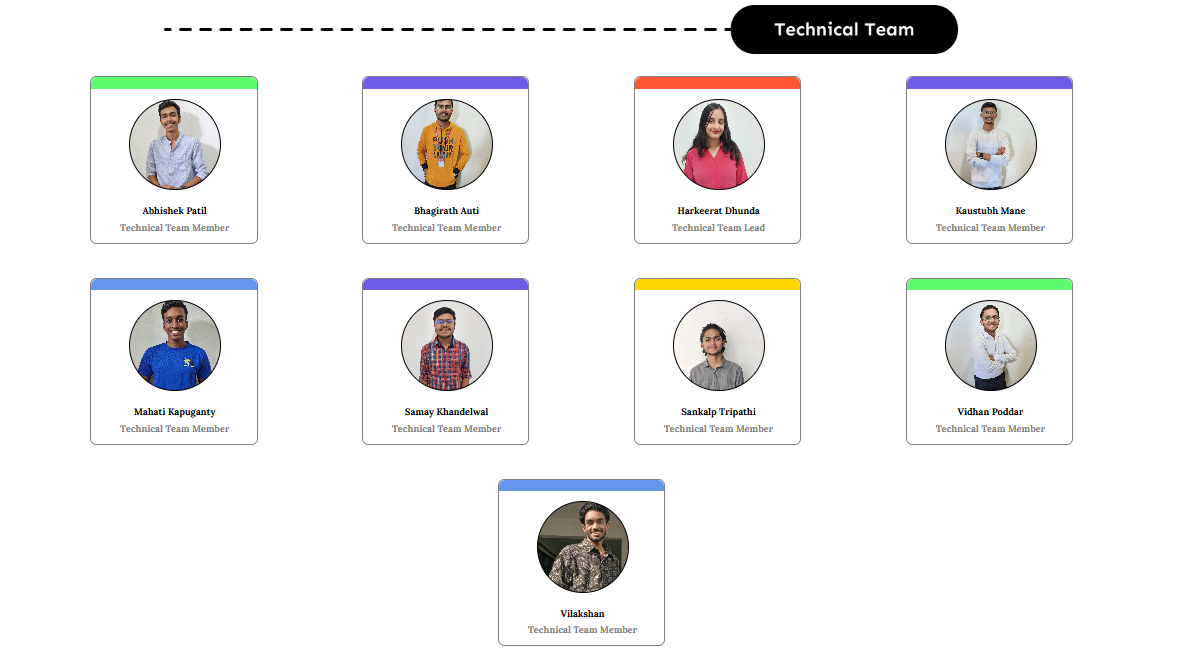 Technical Team
Abhishek Patil
Technical Team Member
Bhagirath Auti
Technical Team Member
Harkeerat Dhunda
Technical Team Lead
Kaustubh Mane
Technical Team Member
Mahati Kapuganty
Technical Team Member
Samay Khandelwal
Technical Team Member
Sankalp Tripathi
Technical Team Member
Vidhan Poddar
Technical Team Member
Vilakshan
Technical Team Member